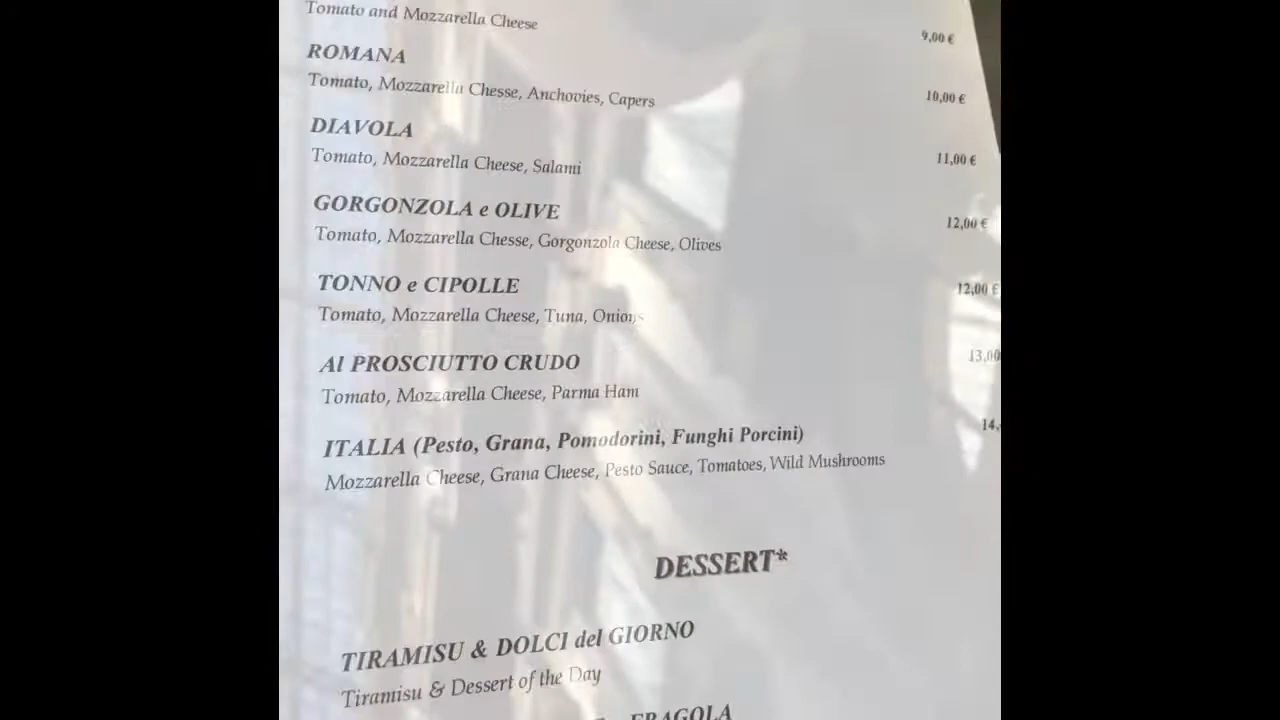 Tomato and Mozzarella Cheese
9,00 €
ROMANA
Tomato, Mozzarella Chesse, Anchovies, Capers
10,00 €
DIAVOLA
Tomato, Mozzarella Cheese, Salami
11,00 €
GORGONZOLA e OLIVE
Tomato, Mozzarella Chesse, Gorgonzola Cheese, Olives
12,00 €
TONNO e CIPOLLE
Tomato, Mozzarella Cheese, Tuna, Onions
12,00 €
Al PROSCIUTTO CRUDO
Tomato, Mozzarella Cheese, Parma Ham
13,00
ITALIA (Pesto, Grana, Pomodorini, Funghi Porcini)
Mozzarella Cheese, Grana Cheese, Pesto Sauce, Tomatoes, Wild Mushrooms
14,
DESSERT*
TIRAMISU & DOLCI del GIORNO
Tiramisu & Dessert of the Day
FRAGOLA